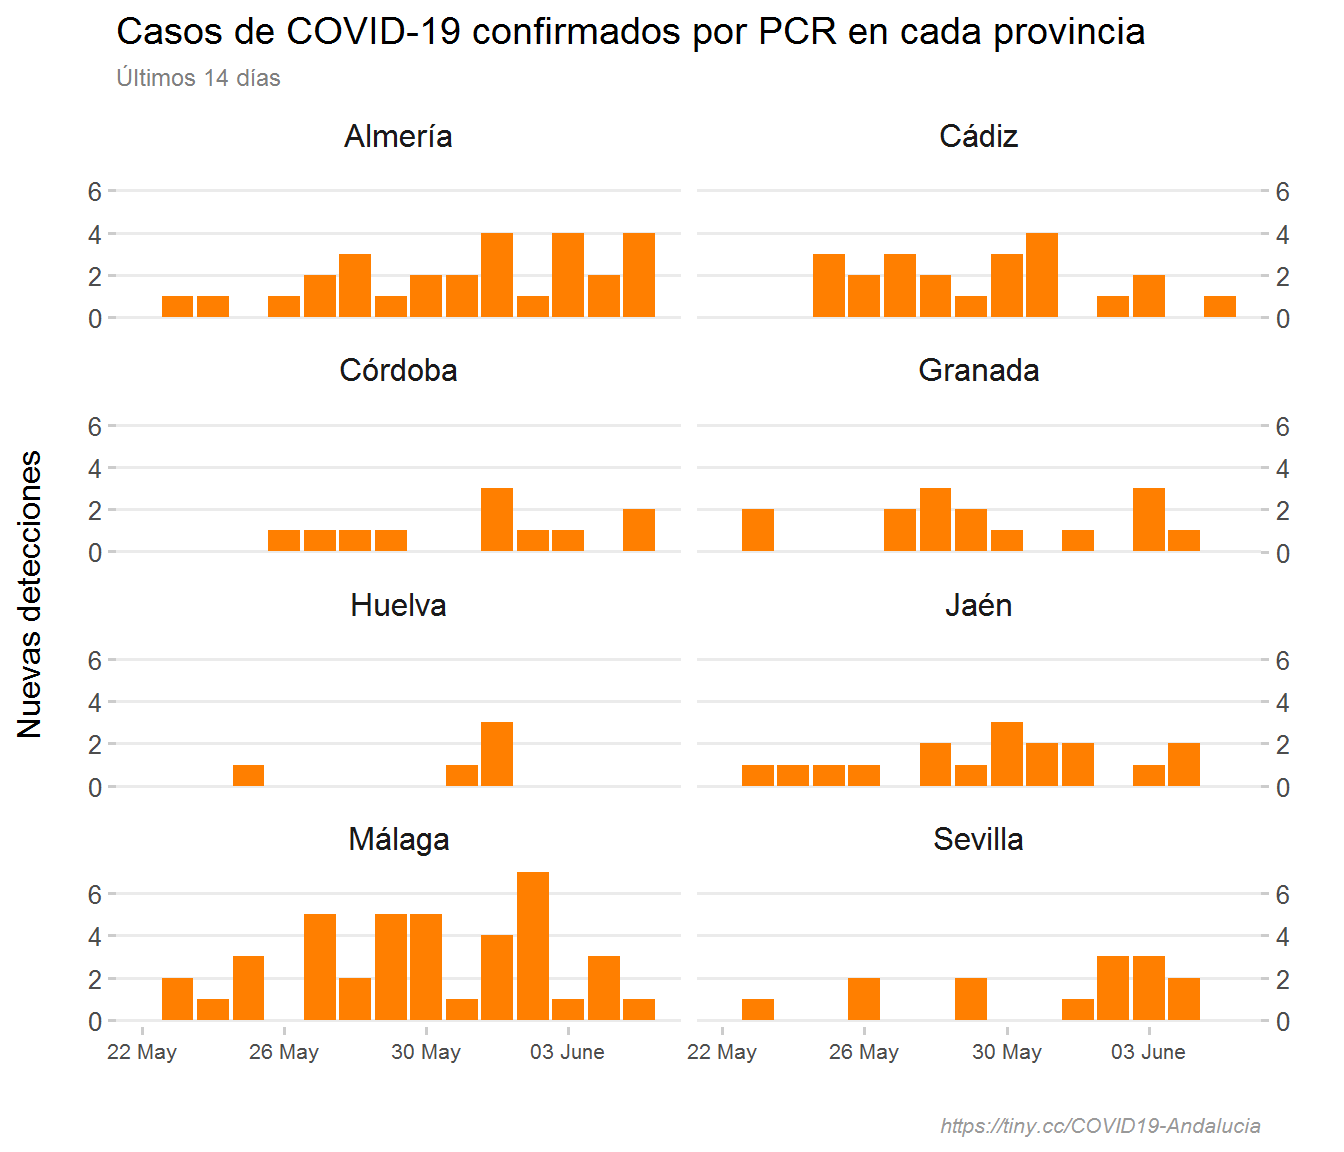 Casos de COVID-19 confirmados por PCR en cada provincia
Últimos 14 días
Nuevas detecciones
Almería
6
4
2
0
Cádiz
6
4
2
0
Córdoba
6
4
2
0
Granada
6
4
2
0
Huelva
6
4
2
0
Jaén
6
4
2
0
Málaga
6
4
2
0
Sevilla
6
4
2
0
22 May 26 May 30 May 03 June
22 May 26 May 30 May 03 June
https://tiny.cc/COVID19-Andalucia